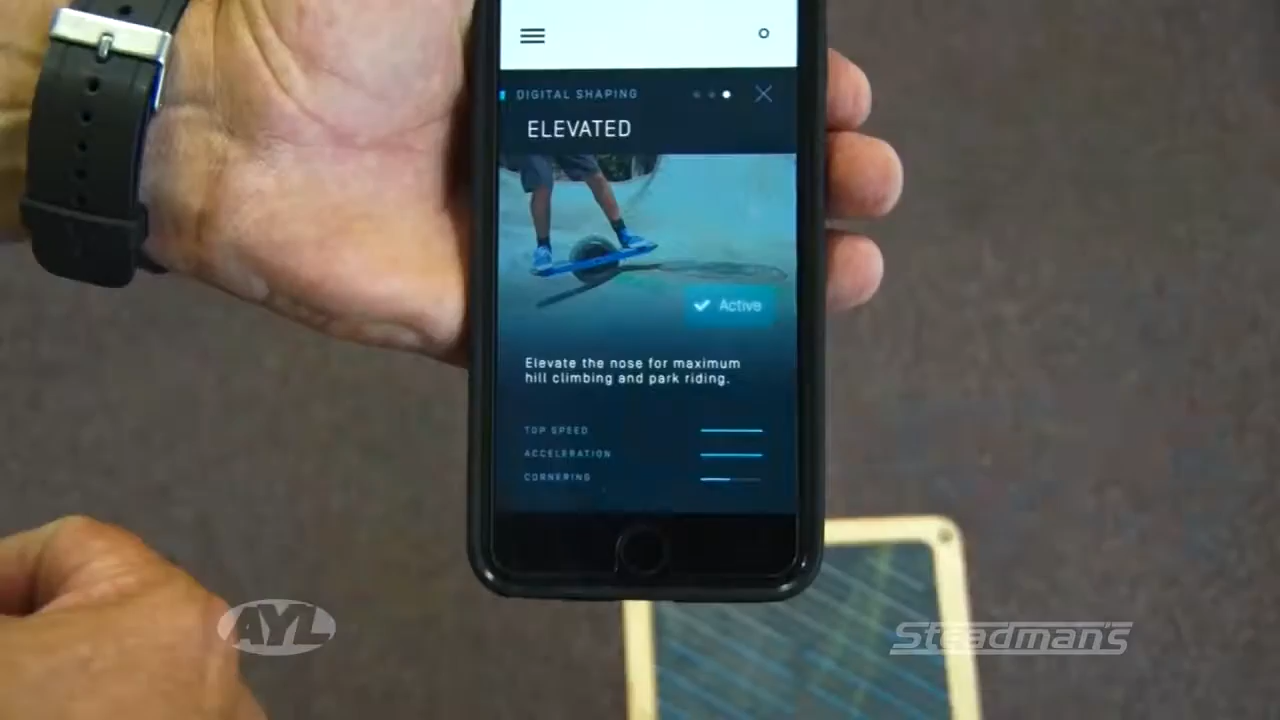 DIGITAL SHAPING
ELEVATED
Active
Elevate the nose for maximum
hill climbing and park riding.
TOP SPEED
ACCELERATION
CORNERING
AYL
Steadman's